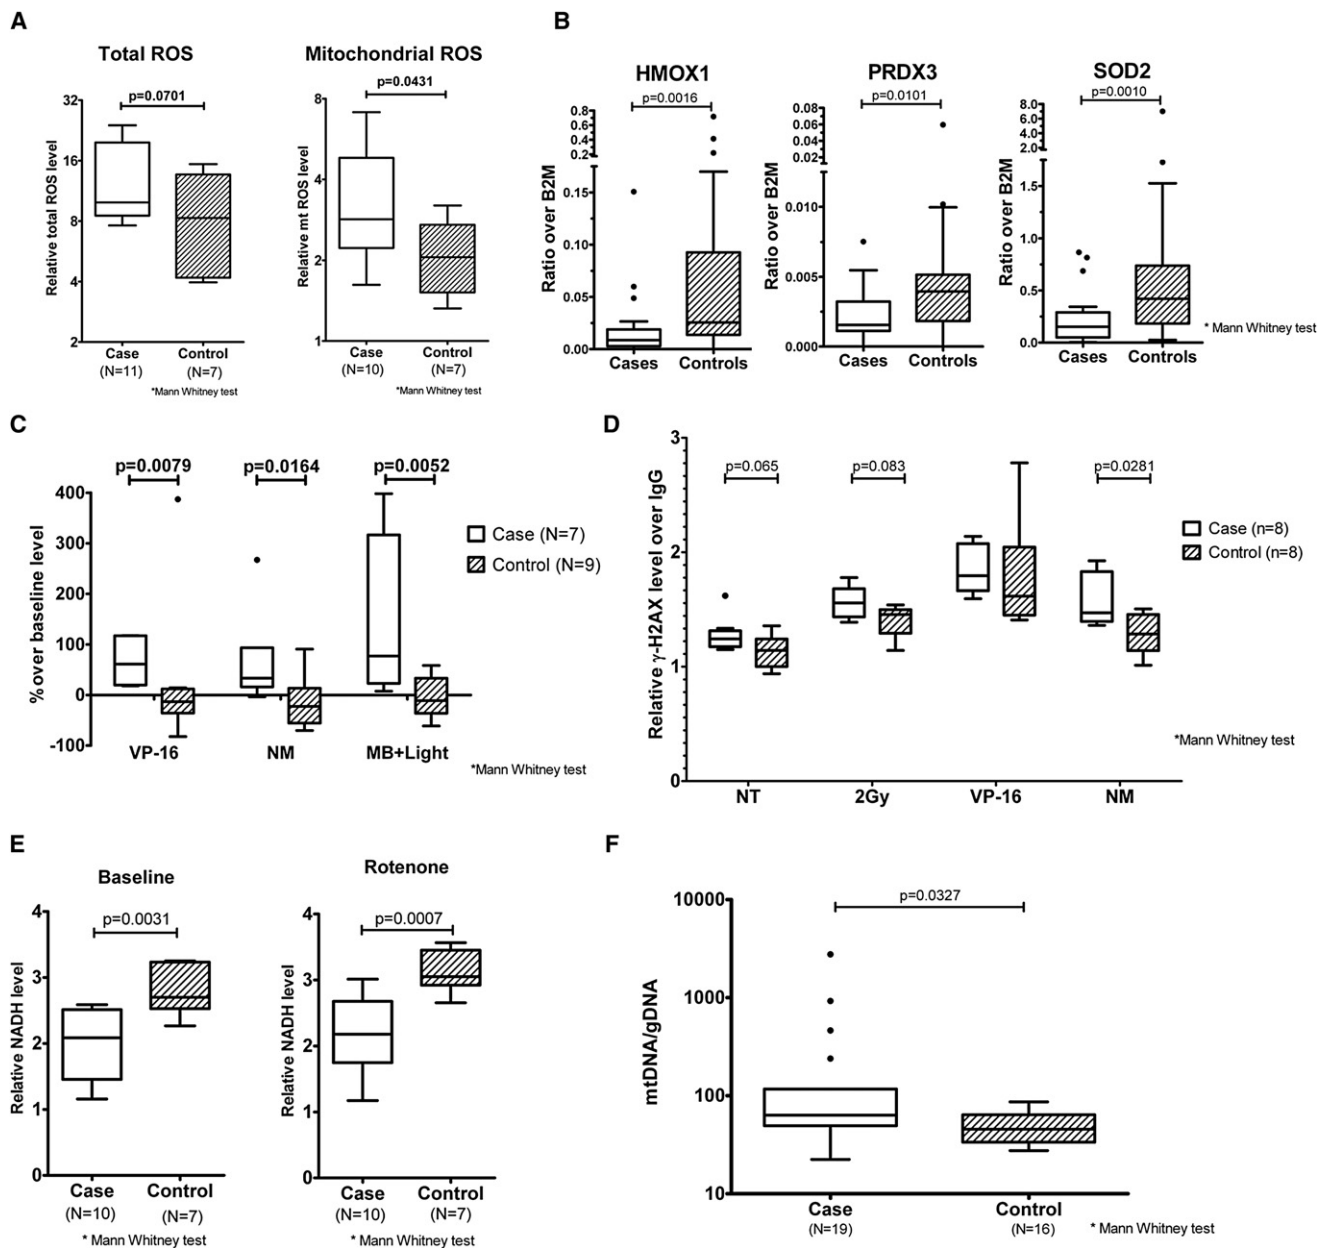 A
Total ROS
p=0.0701
Relative total ROS level
32
16
8
4
2
Case
(N=11)
Control
(N=7)
*Mann Whitney test
Mitochondrial ROS
p=0.0431
Relative mt ROS level
8
4
2
1
Case
(N=10)
Control
(N=7)
*Mann Whitney test
B
HMOX1
p=0.0016
Ratio over B2M
0.8
0.6
0.4
0.2
0.15
0.10
0.05
0.00
Cases
Controls
PRDX3
p=0.0101
Ratio over B2M
0.08
0.06
0.04
0.02
0.010
0.005
0.000
Cases
Controls
SOD2
p=0.0010
Ratio over B2M
8.0
6.0
4.0
2.0
1.5
1.0
0.5
0.0
Cases
Controls
* Mann Whitney test
C
p=0.0079
p=0.0164
p=0.0052
%over baseline level
400
300
200
100
0
-100
VP-16
NM
MB+Light
Case (N=7)
Control (N=9)
*Mann Whitney test
D
p=0.065
p=0.083
p=0.0281
Relative γ-H2AX level over IgG
3
2
1
0
NT
2Gy
VP-16
NM
Case (n=8)
Control (n=8)
*Mann Whitney test
E
Baseline
p=0.0031
Relative NADH level
4
3
2
1
0
Case
(N=10)
Control
(N=7)
* Mann Whitney test
Rotenone
p=0.0007
Relative NADH level
4
3
2
1
0
Case
(N=10)
Control
(N=7)
* Mann Whitney test
F
p=0.0327
mtDNA/gDNA
10000
1000
100
10
Case
(N=19)
Control
(N=16)
* Mann Whitney test